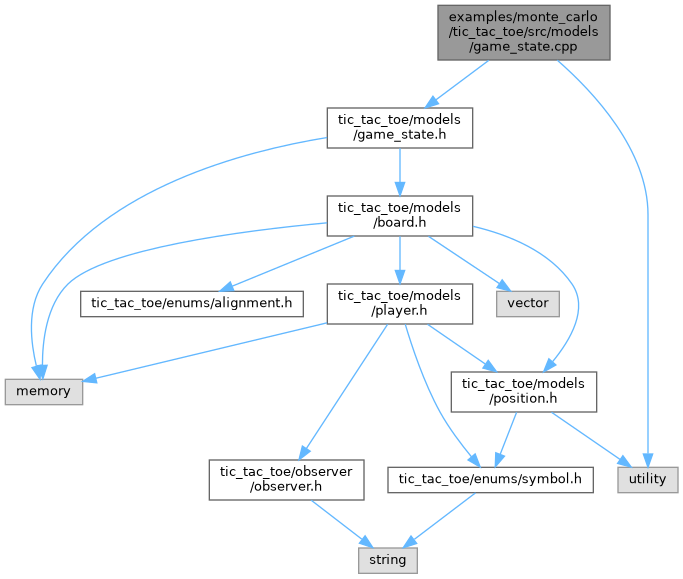 examples/monte_carlo
/tic_tac_toe/src/models
/game_state.cpp
tic_tac_toe/models
/game_state.h
tic_tac_toe/models
/board.h
tic_tac_toe/enums/alignment.h
tic_tac_toe/models
/player.h
vector
memory
tic_tac_toe/models
/position.h
tic_tac_toe/observer
/observer.h
tic_tac_toe/enums/symbol.h
utility
string